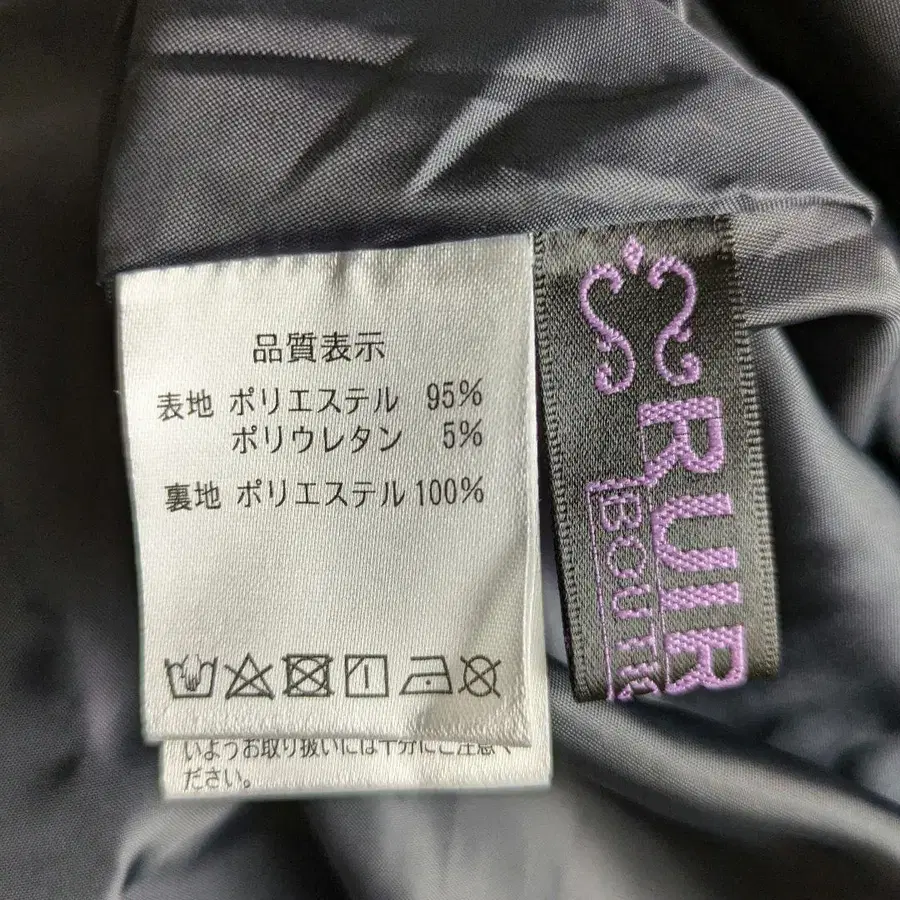 品質表示
表地 ポリエステル 95%
ポリウレタン 5%
裏地 ポリエステル 100%
いようお取り扱いには十分にご注意く
ださい。
RUIR
BOUTI